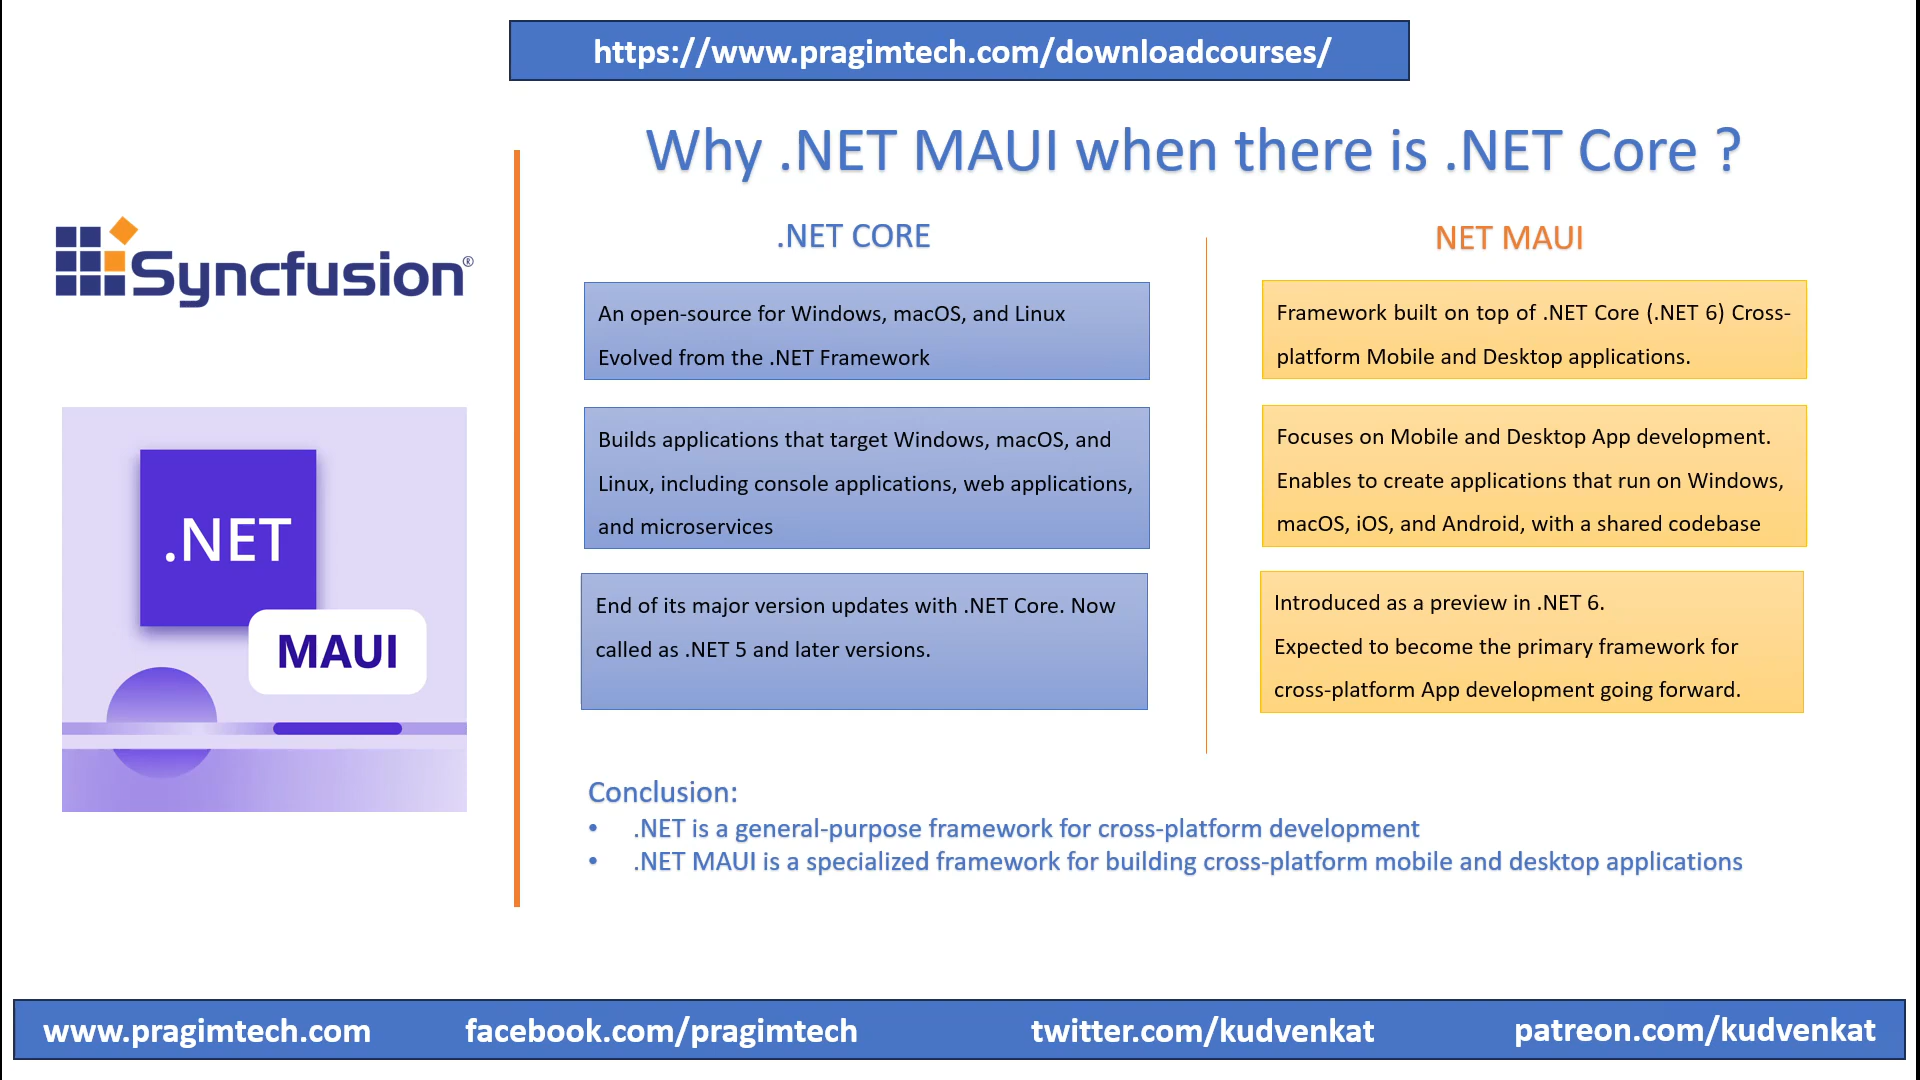 https://www.pragimtech.com/downloadcourses/
Why .NET MAUI when there is .NET Core ?
Syncfusion®
.NET
MAUI
.NET CORE
An open-source for Windows, macOS, and Linux
Evolved from the .NET Framework
Builds applications that target Windows, macOS, and
Linux, including console applications, web applications,
and microservices
End of its major version updates with .NET Core. Now
called as .NET 5 and later versions.
NET MAUI
Framework built on top of .NET Core (.NET 6) Cross-
platform Mobile and Desktop applications.
Focuses on Mobile and Desktop App development.
Enables to create applications that run on Windows,
macOS, iOS, and Android, with a shared codebase
Introduced as a preview in .NET 6.
Expected to become the primary framework for
cross-platform App development going forward.
Conclusion:
• .NET is a general-purpose framework for cross-platform development
• .NET MAUI is a specialized framework for building cross-platform mobile and desktop applications
www.pragimtech.com facebook.com/pragimtech twitter.com/kudvenkat patreon.com/kudvenkat